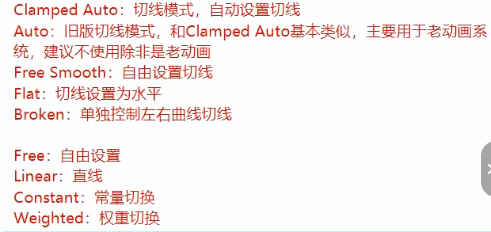 Clamped Auto：切线模式，自动设置切线
Auto：旧版切线模式，和Clamped Auto基本类似，主要用于老动画系
统，建议不使用除非是老动画
Free Smooth：自由设置切线
Flat：切线设置为水平
Broken：单独控制左右曲线切线
Free：自由设置
Linear：直线
Constant：常量切换
Weighted：权重切换